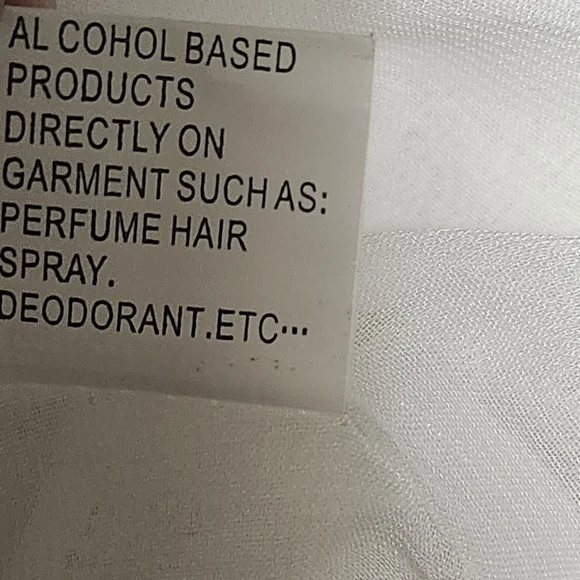 AL COHOL BASED
PRODUCTS
DIRECTLY ON
GARMENT SUCH AS:
PERFUME HAIR
SPRAY.
DEODORANT.ETC···